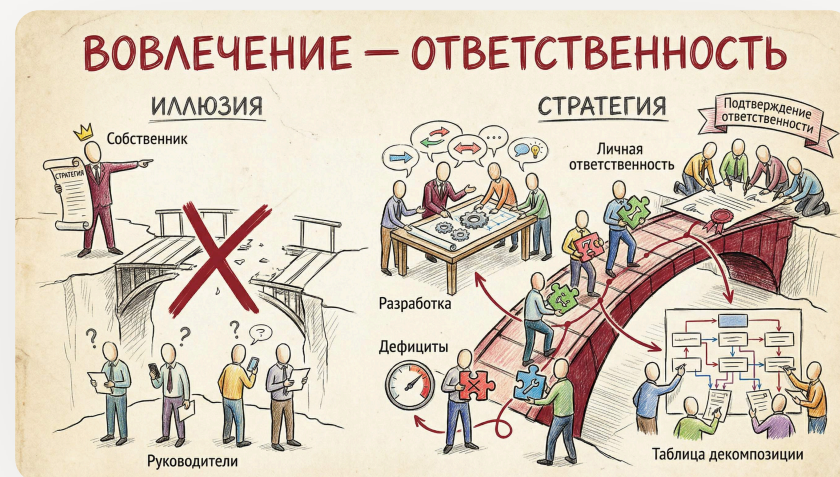 ВОВЛЕЧЕНИЕ — ОТВЕТСТВЕННОСТЬ
ИЛЛЮЗИЯ
Собственник
СТРАТЕГИЯ
?
?
?
?
Руководители
СТРАТЕГИЯ
Подтверждение
ответственности
...
Личная
ответственность
Разработка
Дефициты
Таблица декомпозиции